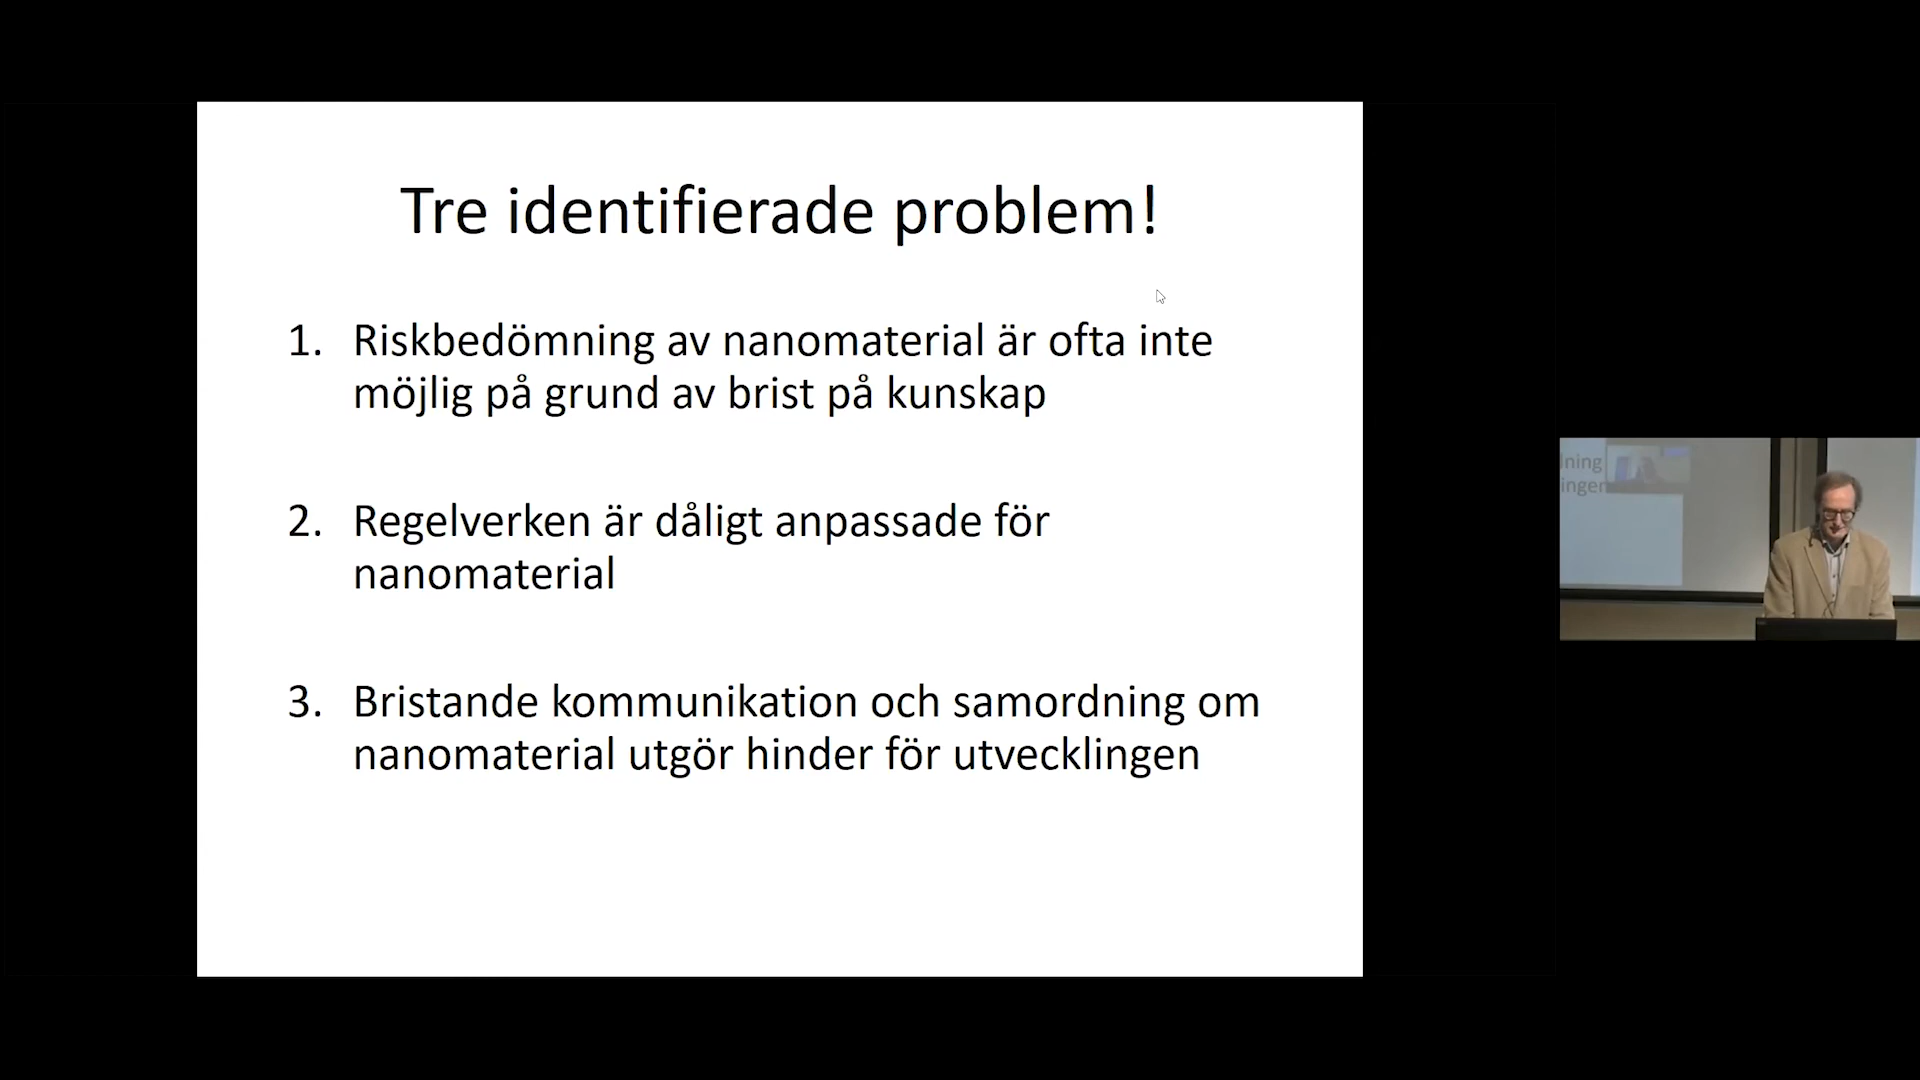 Tre identifierade problem!
1. Riskbedömning av nanomaterial är ofta inte
möjlig på grund av brist på kunskap
2. Regelverken är dåligt anpassade för
nanomaterial
3. Bristande kommunikation och samordning om
nanomaterial utgör hinder för utvecklingen